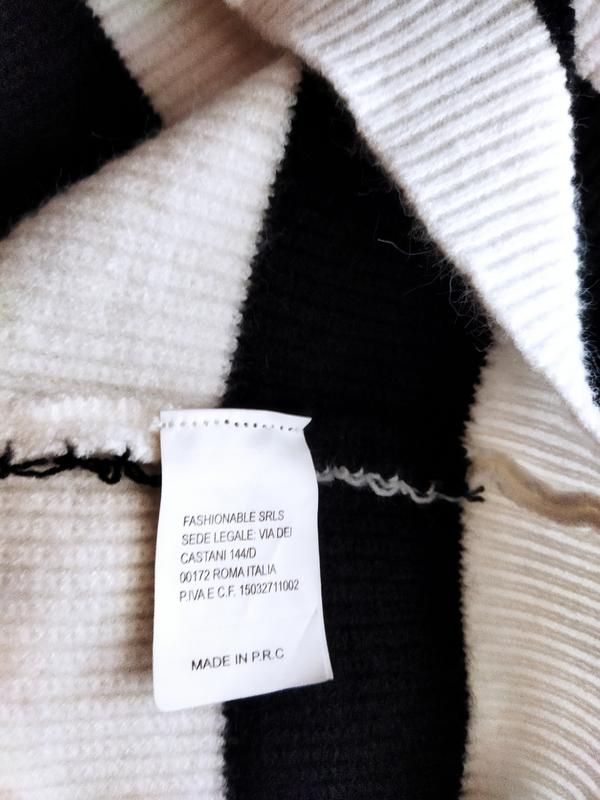 FASHIONABLE SRLS
SEDE LEGALE: VIA DEI
CASTANI 144/D
00172 ROMA ITALIA
P.IVA E C.F. 15032711002
MADE IN P.R.C